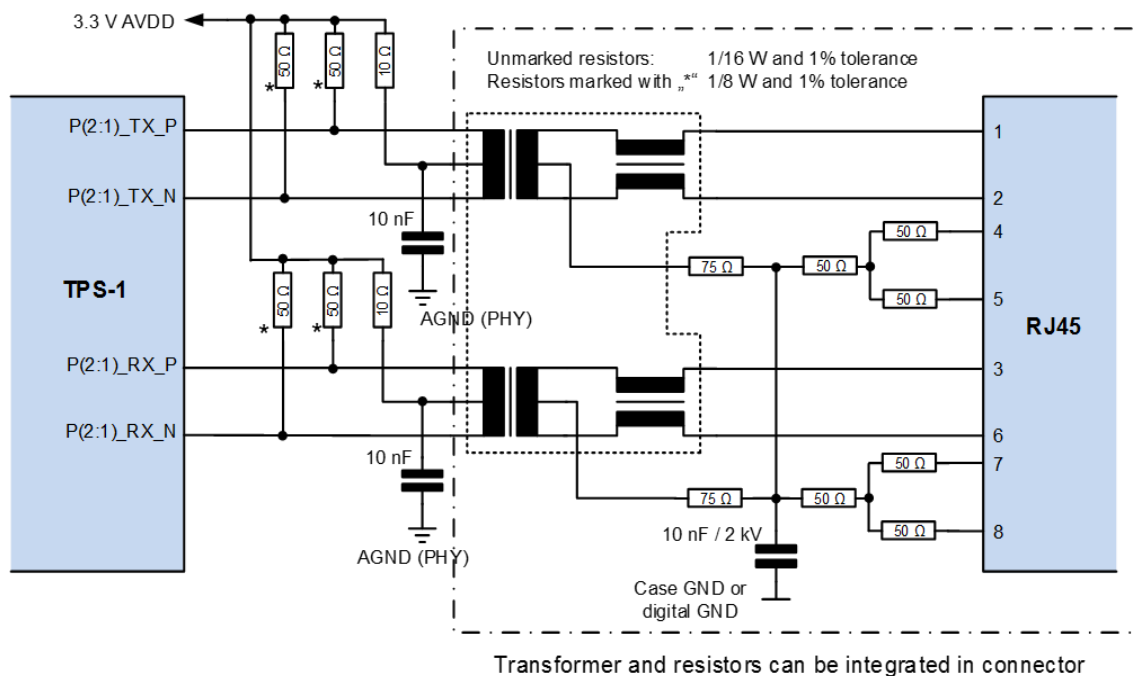 3.3 V AVDD
50 Ω
*
50 Ω
*
10 Ω
Unmarked resistors: 1/16 W and 1% tolerance
Resistors marked with „*“ 1/8 W and 1% tolerance
P(2:1)_TX_P
1
P(2:1)_TX_N
2
10 nF
50 Ω
4
75 Ω
50 Ω
50 Ω
5
TPS-1
50 Ω
*
50 Ω
*
10 Ω
AGND (PHY)
RJ45
P(2:1)_RX_P
3
P(2:1)_RX_N
6
10 nF
50 Ω
7
75 Ω
50 Ω
50 Ω
8
10 nF / 2 kV
AGND (PHY)
Case GND or
digital GND
Transformer and resistors can be integrated in connector